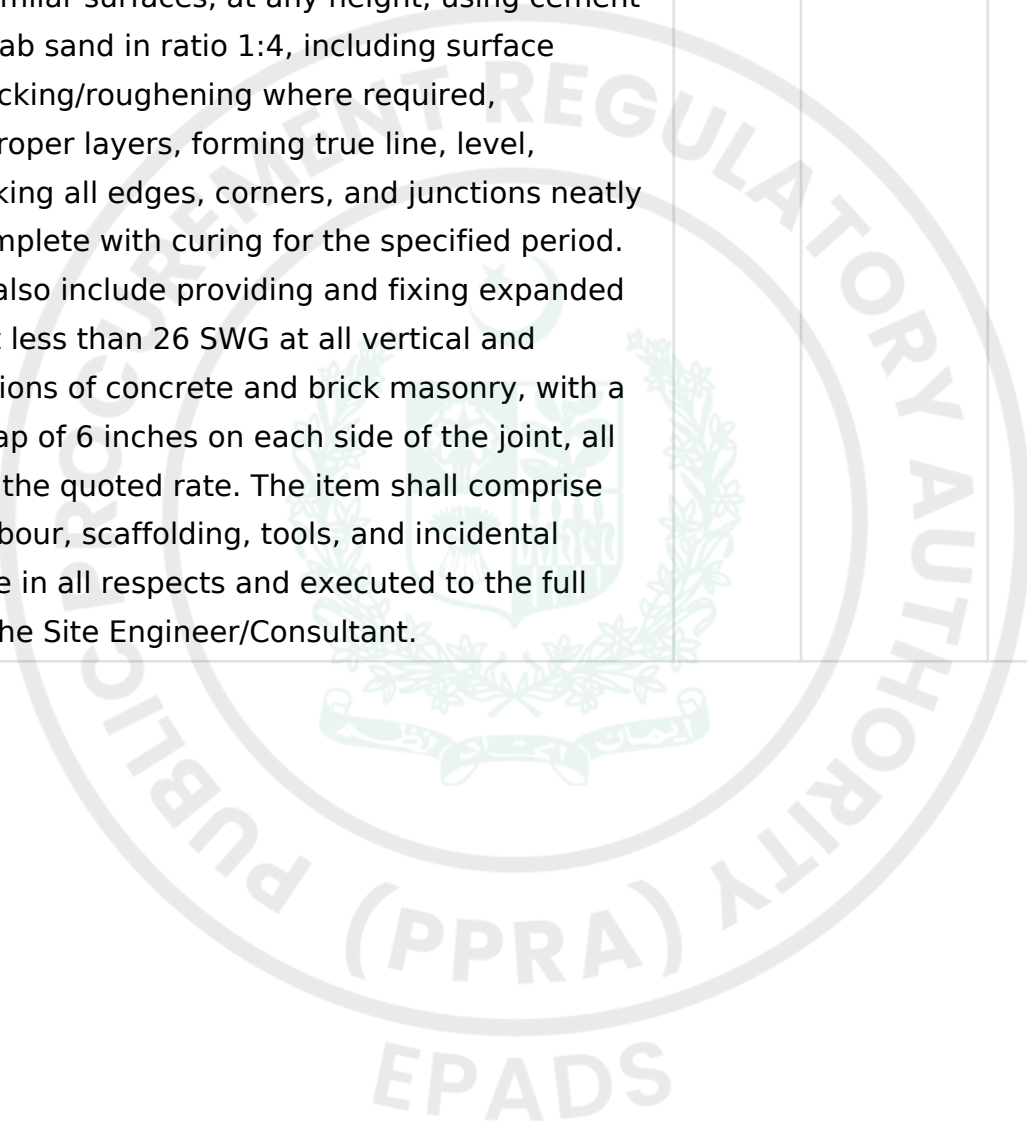 milar surfaces, at any height, using cement
ab sand in ratio 1:4, including surface
cking/roughening where required,
roper layers, forming true line, level,
king all edges, corners, and junctions neatly
mplete with curing for the specified period.
also include providing and fixing expanded
t less than 26 SWG at all vertical and
ions of concrete and brick masonry, with a
ap of 6 inches on each side of the joint, all
the quoted rate. The item shall comprise
bour, scaffolding, tools, and incidental
e in all respects and executed to the full
he Site Engineer/Consultant.
PUBLIC PROCUREMENT REGULATORY AUTHORITY
(PPRA)
EPADS